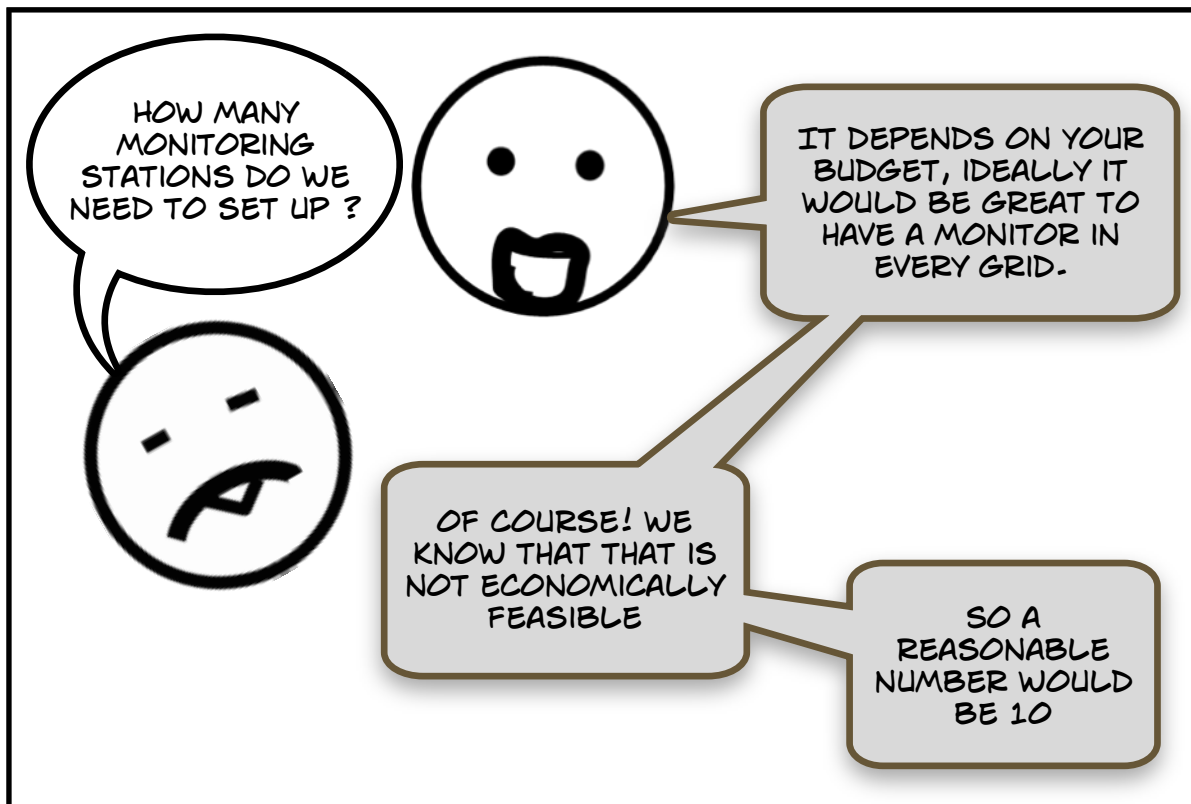 HOW MANY
MONITORING
STATIONS DO WE
NEED TO SET UP ?
IT DEPENDS ON YOUR
BUDGET, IDEALLY IT
WOULD BE GREAT TO
HAVE A MONITOR IN
EVERY GRID.
OF COURSE! WE
KNOW THAT THAT IS
NOT ECONOMICALLY
FEASIBLE
SO A
REASONABLE
NUMBER WOULD
BE 10